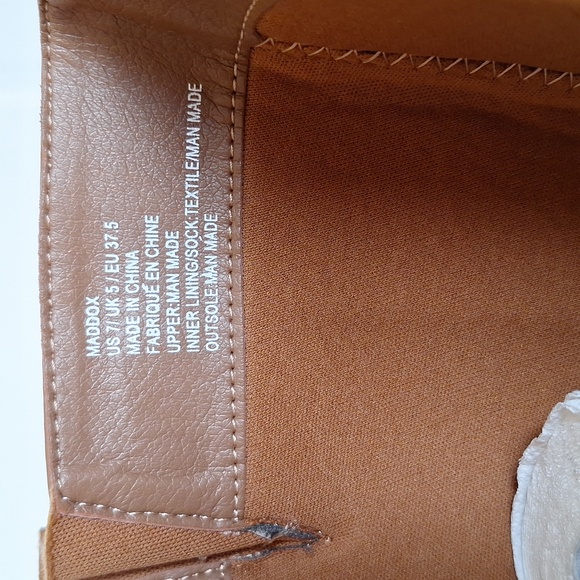 MADDOX
US 7/ UK 5 / EU 37.5
MADE IN CHINA
FABRIQUÉ EN CHINE
UPPER:MAN MADE
INNER LINING/SOCK:TEXTILE/MAN MADE
OUTSOLE:MAN MADE